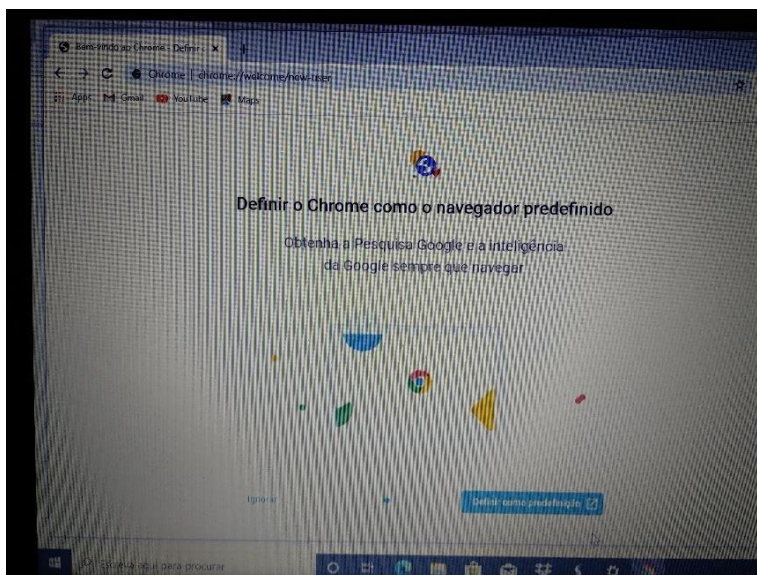 Bem-vindo ao Chrome - Definir c
Chrome | chrome://welcome/new-user
Apps Gmail YouTube Maps
Definir o Chrome como o navegador predefinido
Obtenha a Pesquisa Google e a inteligência
da Google sempre que navegar
Ignorar
Definir como predefinição
Escreva aqui para procurar